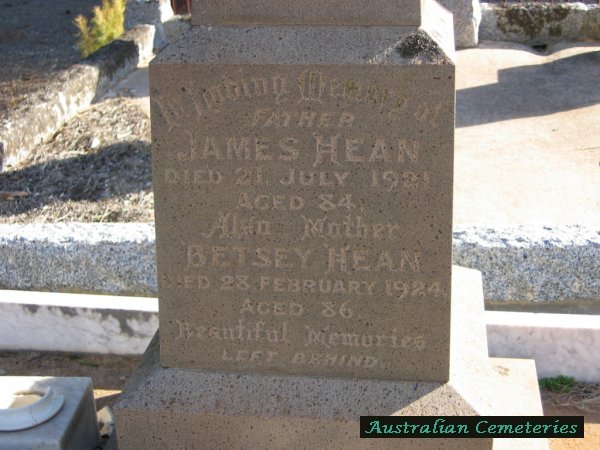 In Loving Memory of
FATHER
JAMES HEAN
DIED 21. JULY 1921
AGED 84.
Also Mother
BETSEY HEAN
DIED 28. FEBRUARY 1924.
AGED 86
Beautiful Memories
LEFT BEHIND
Australian Cemeteries